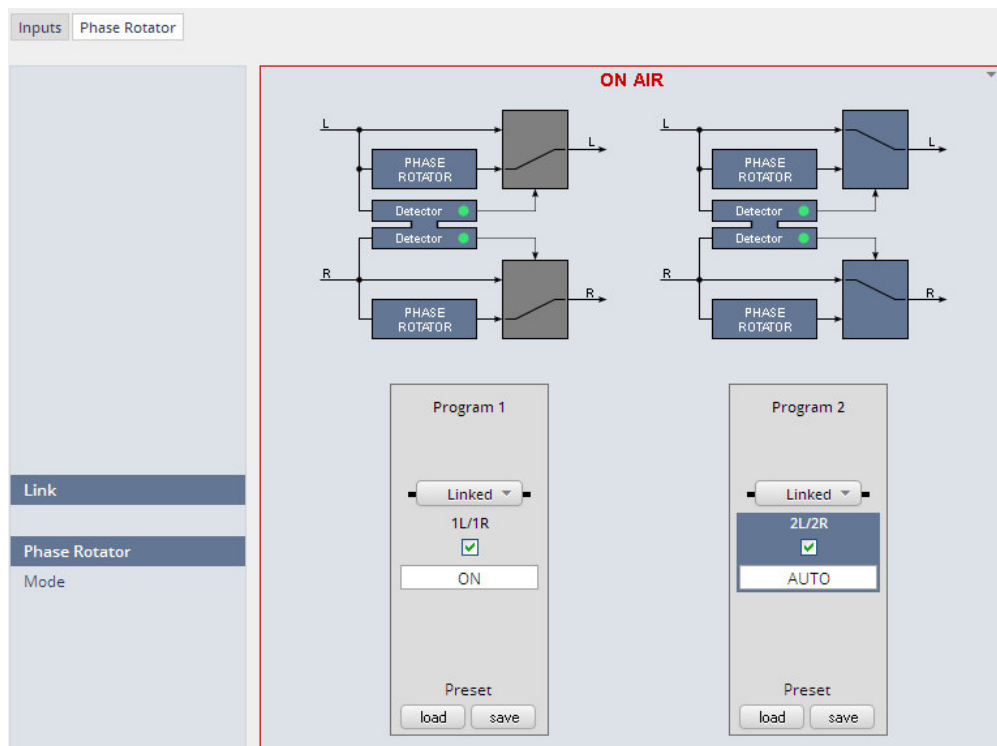 Inputs Phase Rotator
ON AIR
L
L
PHASE
ROTATOR
Detector
Detector
R
R
PHASE
ROTATOR
L
L
PHASE
ROTATOR
Detector
Detector
R
R
PHASE
ROTATOR
Link
Phase Rotator
Mode
Program 1
Linked
1L/1R
ON
Preset
load save
Program 2
Linked
2L/2R
AUTO
Preset
load save